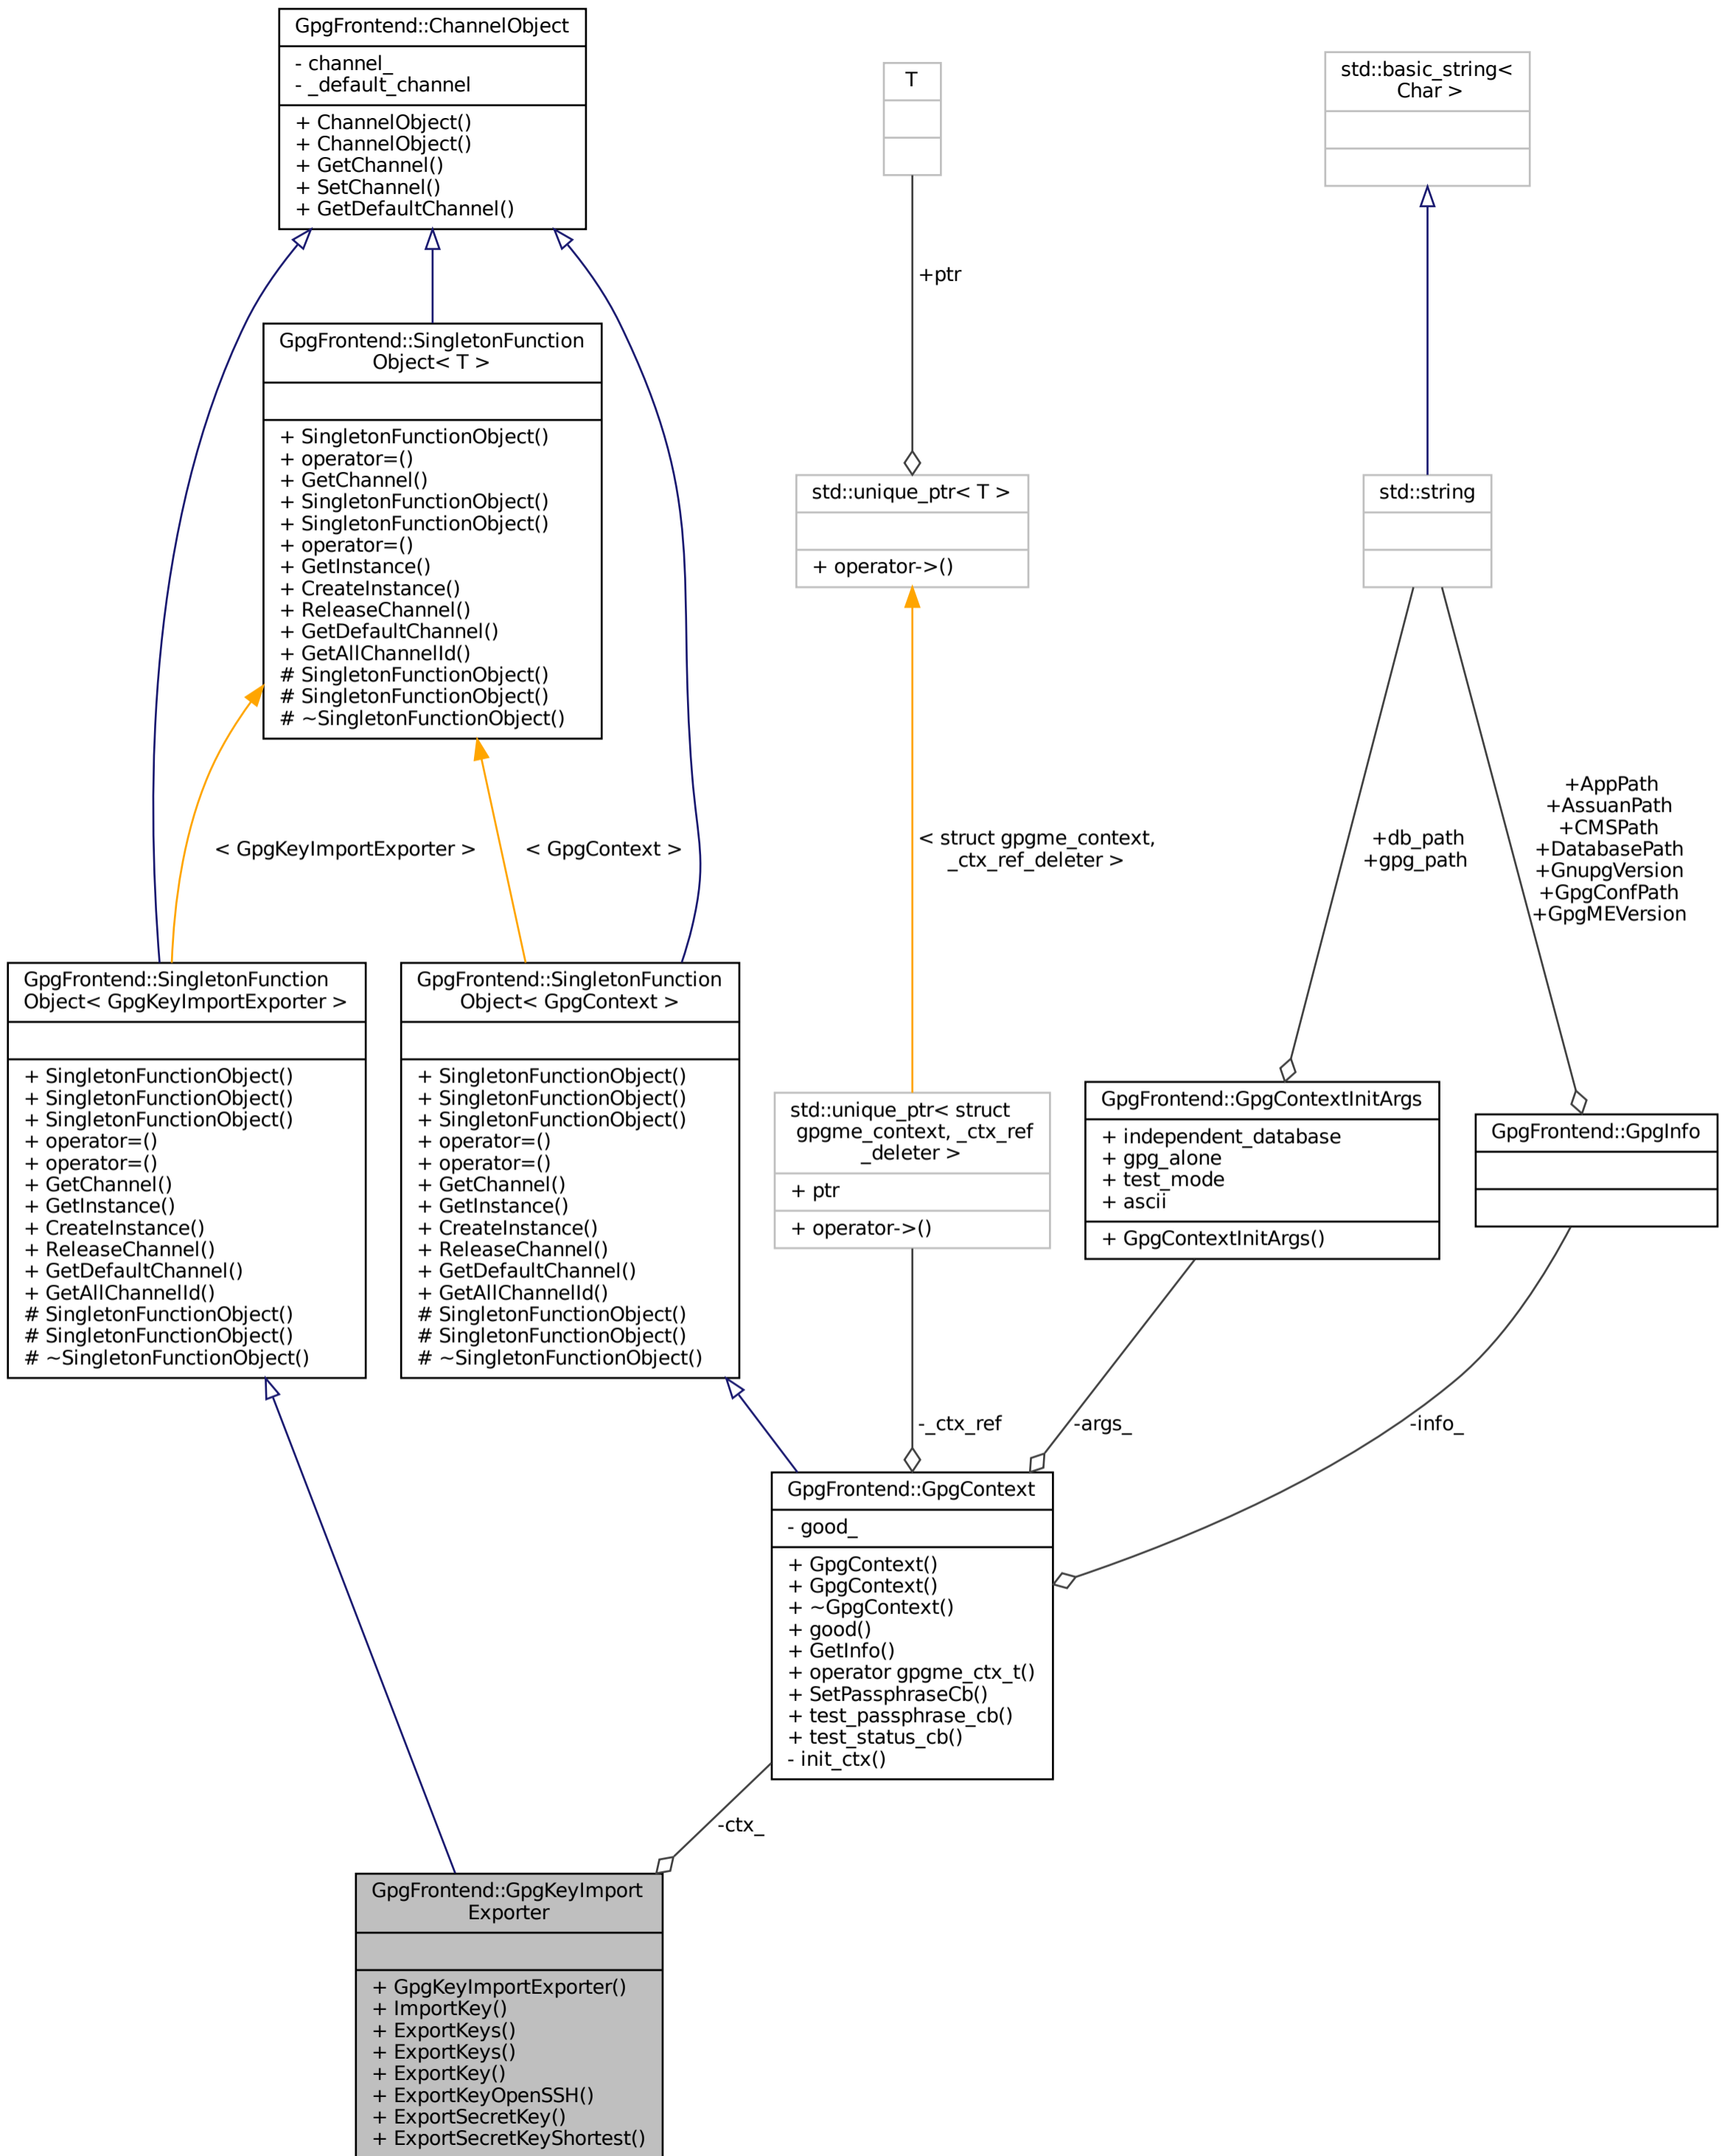 GpgFrontend::ChannelObject
- channel_
- _default_channel
+ ChannelObject()
+ ChannelObject()
+ GetChannel()
+ SetChannel()
+ GetDefaultChannel()
T
std::basic_string<
Char >
+ptr
GpgFrontend::SingletonFunction
Object< T >
+ SingletonFunctionObject()
+ operator=()
+ GetChannel()
+ SingletonFunctionObject()
+ SingletonFunctionObject()
+ operator=()
+ GetInstance()
+ CreateInstance()
+ ReleaseChannel()
+ GetDefaultChannel()
+ GetAllChannelId()
# SingletonFunctionObject()
# SingletonFunctionObject()
# ~SingletonFunctionObject()
std::unique_ptr< T >
+ operator->()
std::string
< GpgKeyImportExporter >
< GpgContext >
< struct gpgme_context,
_ctx_ref_deleter >
+db_path
+gpg_path
+AppPath
+AssuanPath
+CMSPath
+DatabasePath
+GnupgVersion
+GpgConfPath
+GpgMEVersion
GpgFrontend::SingletonFunction
Object< GpgKeyImportExporter >
+ SingletonFunctionObject()
+ SingletonFunctionObject()
+ SingletonFunctionObject()
+ operator=()
+ operator=()
+ GetChannel()
+ GetInstance()
+ CreateInstance()
+ ReleaseChannel()
+ GetDefaultChannel()
+ GetAllChannelId()
# SingletonFunctionObject()
# SingletonFunctionObject()
# ~SingletonFunctionObject()
GpgFrontend::SingletonFunction
Object< GpgContext >
+ SingletonFunctionObject()
+ SingletonFunctionObject()
+ SingletonFunctionObject()
+ operator=()
+ operator=()
+ GetChannel()
+ GetInstance()
+ CreateInstance()
+ ReleaseChannel()
+ GetDefaultChannel()
+ GetAllChannelId()
# SingletonFunctionObject()
# SingletonFunctionObject()
# ~SingletonFunctionObject()
std::unique_ptr< struct
gpgme_context, _ctx_ref
_deleter >
+ ptr
+ operator->()
GpgFrontend::GpgContextInitArgs
+ independent_database
+ gpg_alone
+ test_mode
+ ascii
+ GpgContextInitArgs()
GpgFrontend::GpgInfo
-_ctx_ref
-args_
-info_
GpgFrontend::GpgContext
- good_
+ GpgContext()
+ GpgContext()
+ ~GpgContext()
+ good()
+ GetInfo()
+ operator gpgme_ctx_t()
+ SetPassphraseCb()
+ test_passphrase_cb()
+ test_status_cb()
- init_ctx()
-ctx_
GpgFrontend::GpgKeyImport
Exporter
+ GpgKeyImportExporter()
+ ImportKey()
+ ExportKeys()
+ ExportKeys()
+ ExportKey()
+ ExportKeyOpenSSH()
+ ExportSecretKey()
+ ExportSecretKeyShortest()